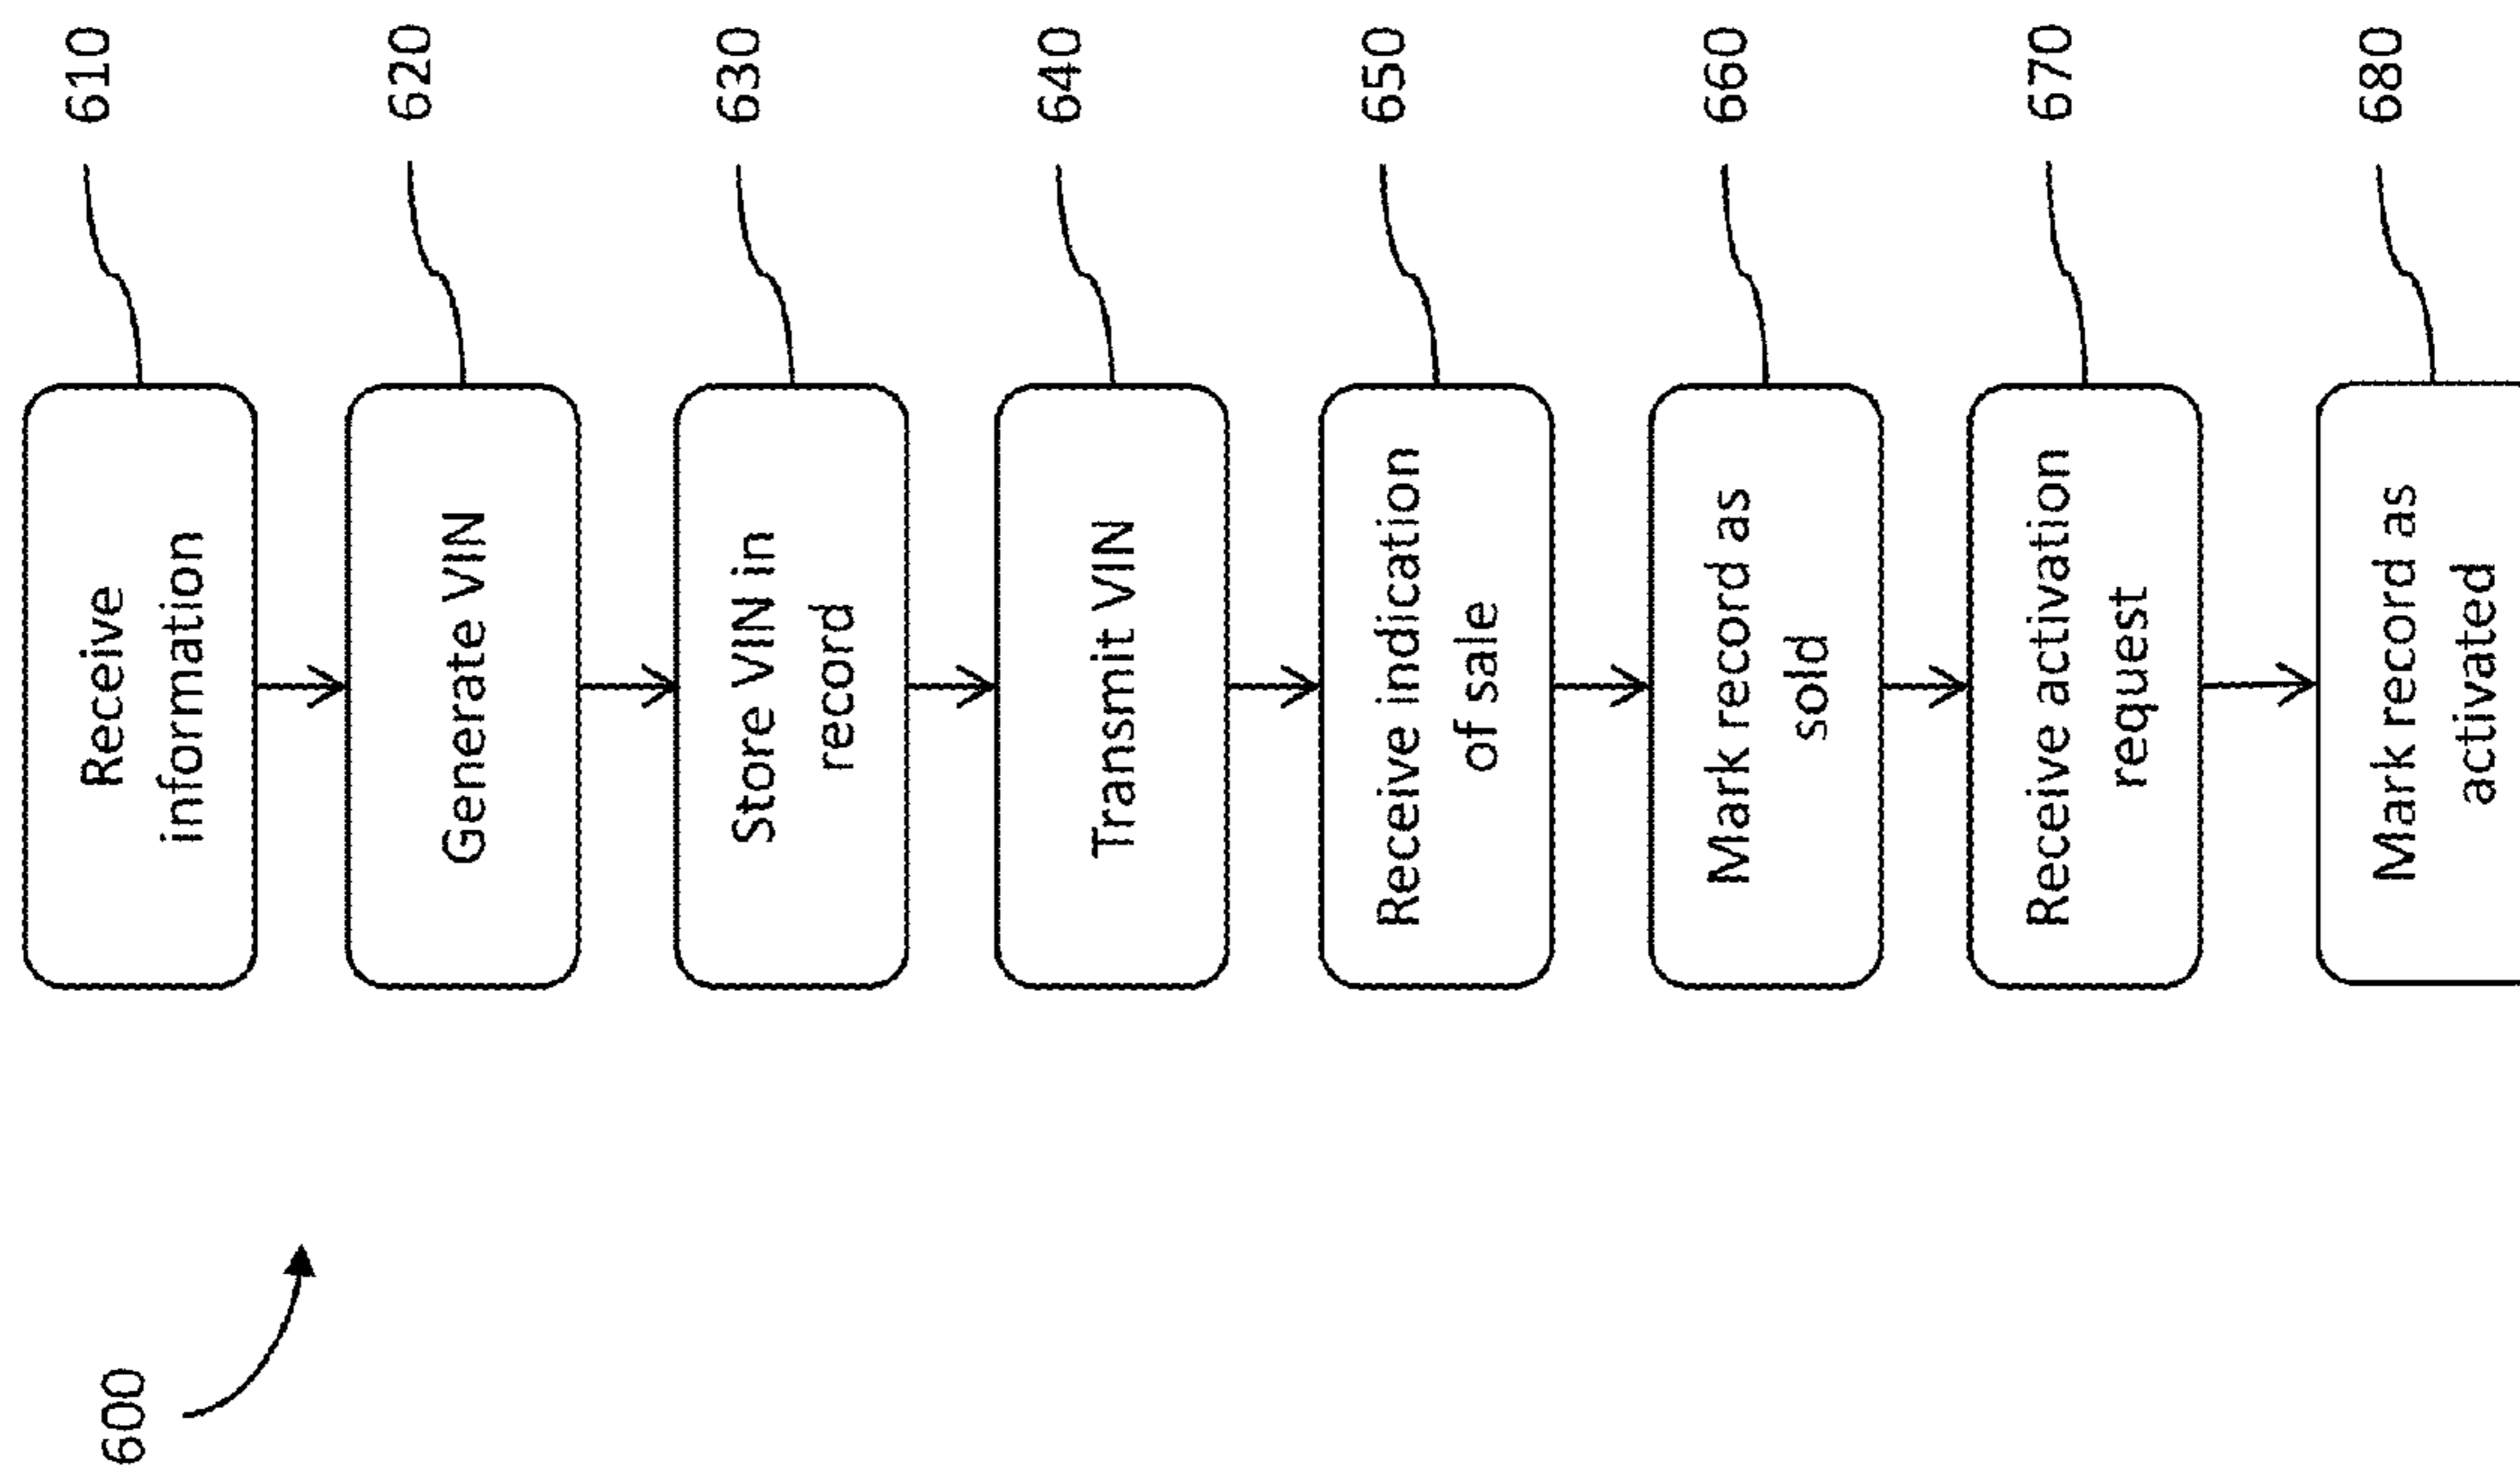 600
Receive
information
610
Generate VIN
620
Store VIN in
record
630
Transmit VIN
640
Receive indication
of sale
650
Mark record as
sold
660
Receive activation
request
670
Mark record as
activated
680